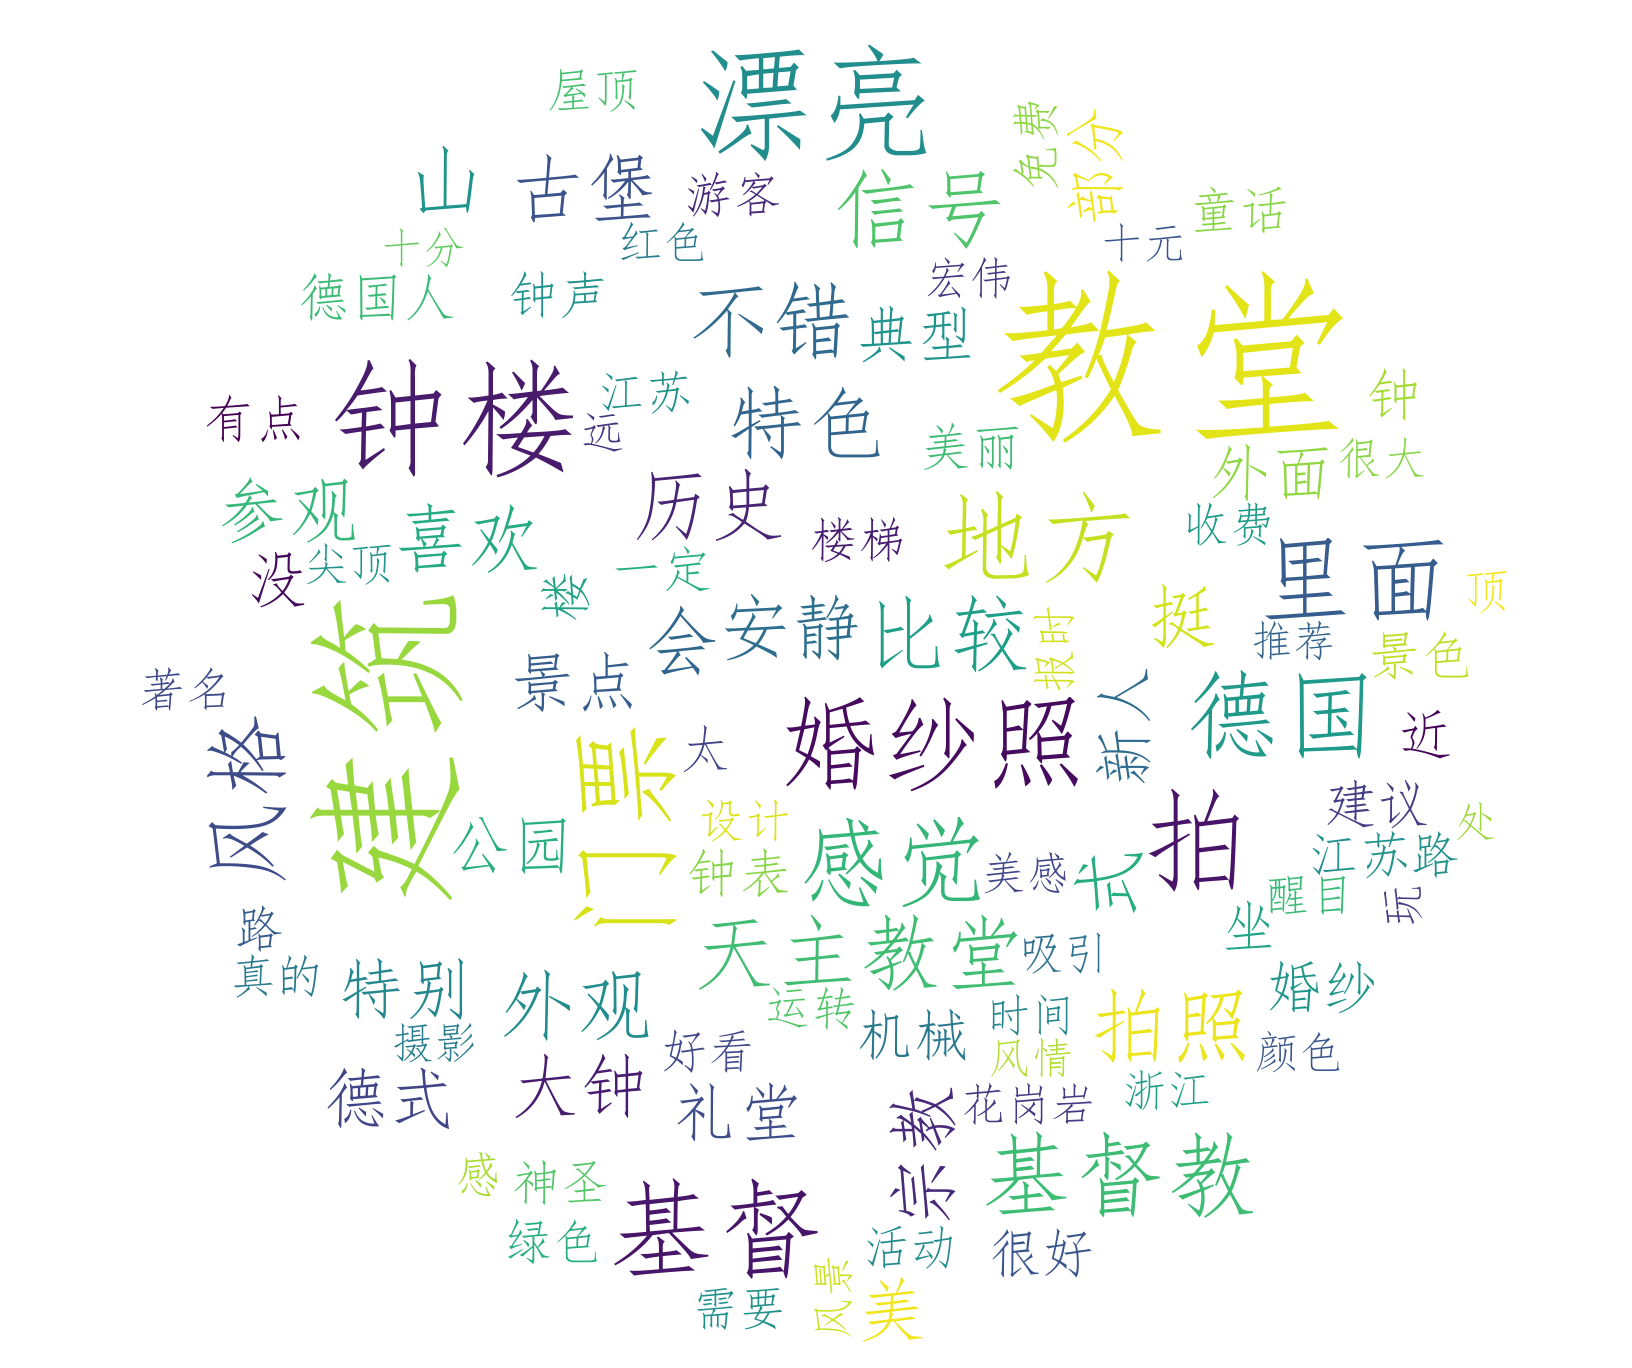 漂亮
屋顶
免费
部分
山
古堡
游客
信号
童话
十分
红色
十元
德国人
钟声
宏伟
不错
典型
教堂
钟楼
江苏
有点
远
特色
美丽
钟
外面
很大
参观
喜欢
历史
地方
收费
没
尖顶
楼
一定
楼梯
里面
顶
建筑
会
安静
比较
报时
挺
推荐
景色
著名
景点
新人
德国
近
风格
门票
太
婚纱照
拍
建议
处
公园
设计
钟表
感觉
美感
式
江苏路
醒目
玩
路
真的
特别
外观
天主教堂
吸引
坐
婚纱
运转
机械
时间
拍照
摄影
好看
风情
颜色
德式
大钟
礼堂
宗教
花岗岩
浙江
感
神圣
基督
基督教
绿色
活动
很好
需要
风景
美